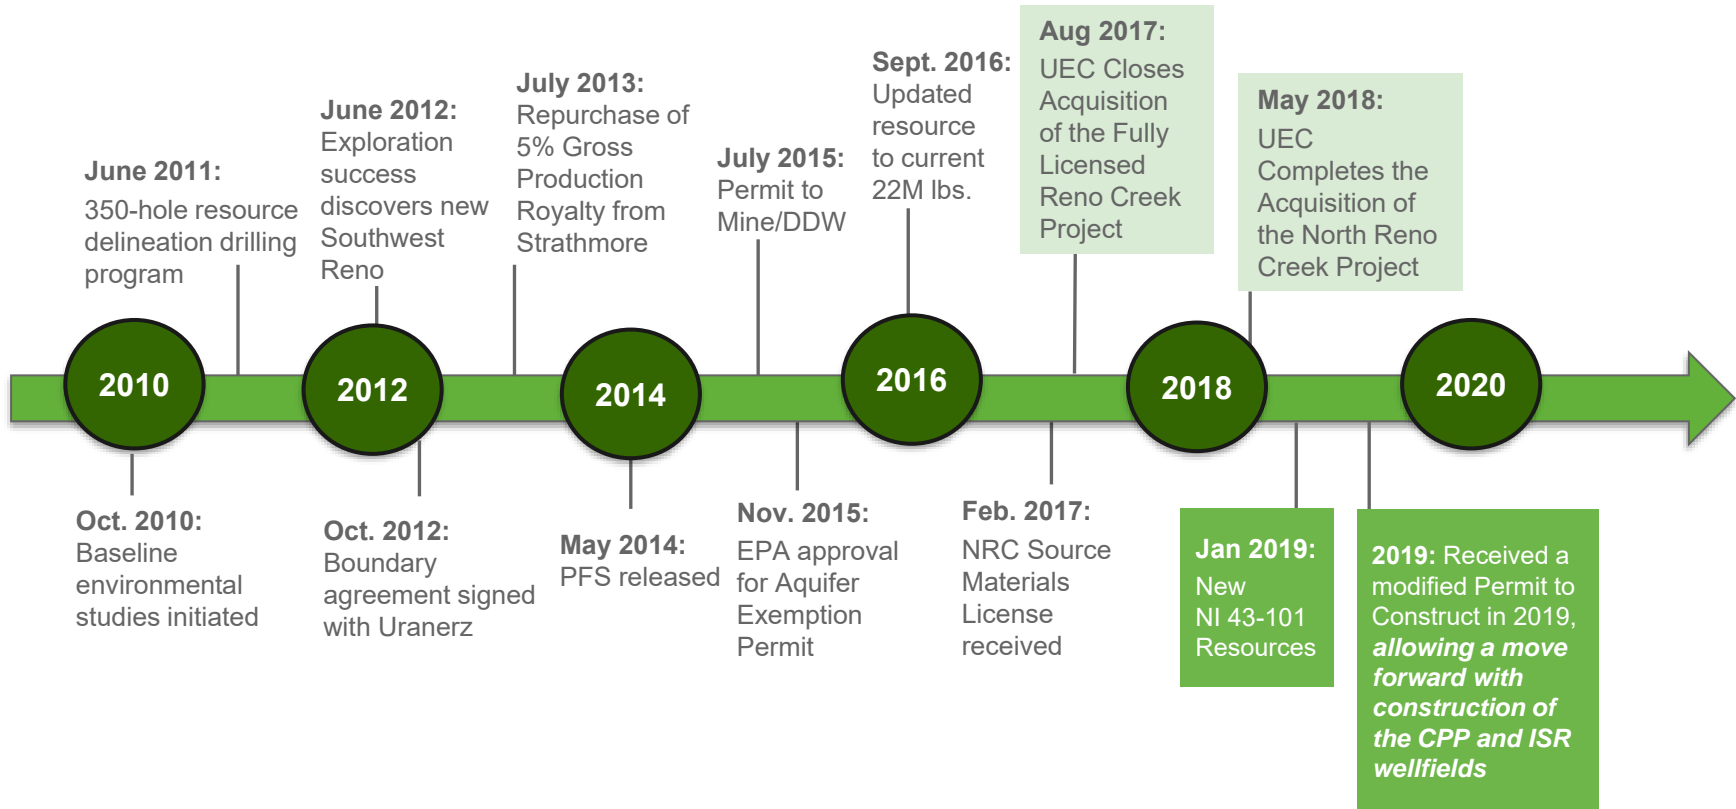 June 2011:
350-hole resource
delineation drilling
program
June 2012:
Exploration
success
discovers new
Southwest
Reno
July 2013:
Repurchase of
5% Gross
Production
Royalty from
Strathmore
July 2015:
Permit to
Mine/DDW
Sept. 2016:
Updated
resource
to current
22M lbs.
Aug 2017:
UEC Closes
Acquisition
of the Fully
Licensed
Reno Creek
Project
May 2018:
UEC
Completes the
Acquisition of
the North Reno
Creek Project
2010
2012
2014
2016
2018
2020
Oct. 2010:
Baseline
environmental
studies initiated
Oct. 2012:
Boundary
agreement signed
with Uranerz
May 2014:
PFS released
Nov. 2015:
EPA approval
for Aquifer
Exemption
Permit
Feb. 2017:
NRC Source
Materials
License
received
Jan 2019:
New
NI 43-101
Resources
2019: Received a
modified Permit to
Construct in 2019,
allowing a move
forward with
construction of
the CPP and ISR
wellfields